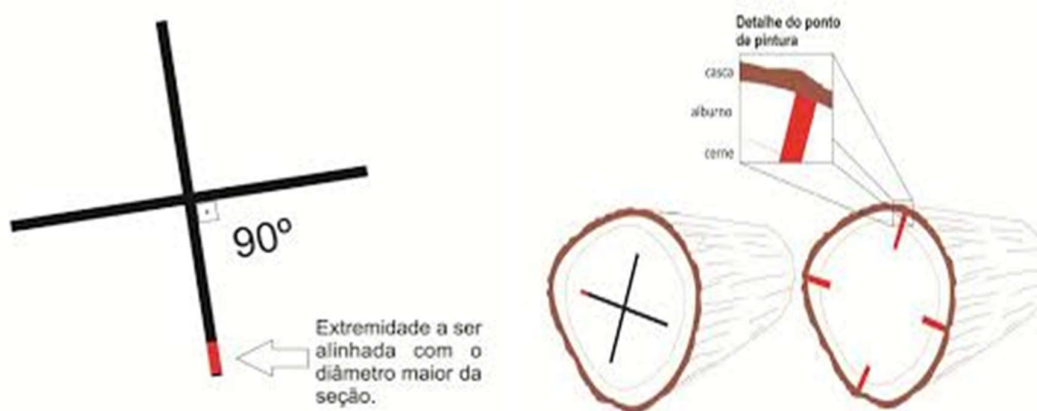 90º
Extremidade a ser
alinhada com o
diâmetro maior da
seção.
Detalhe do ponto
de pintura
casca
alburno
cerne